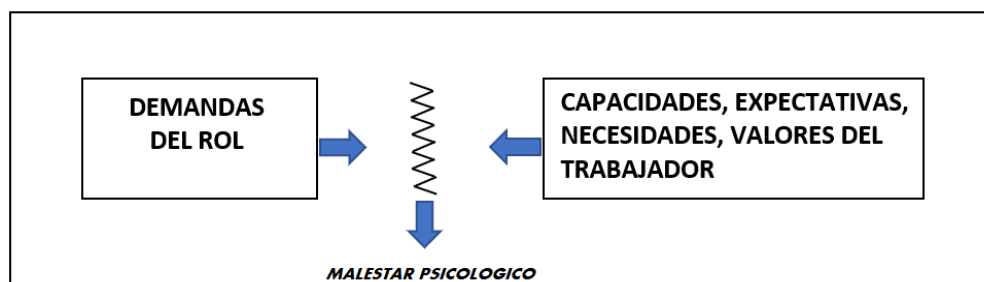 DEMANDAS
DEL ROL
CAPACIDADES, EXPECTATIVAS,
NECESIDADES, VALORES DEL
TRABAJADOR
MALESTAR PSICOLOGICO